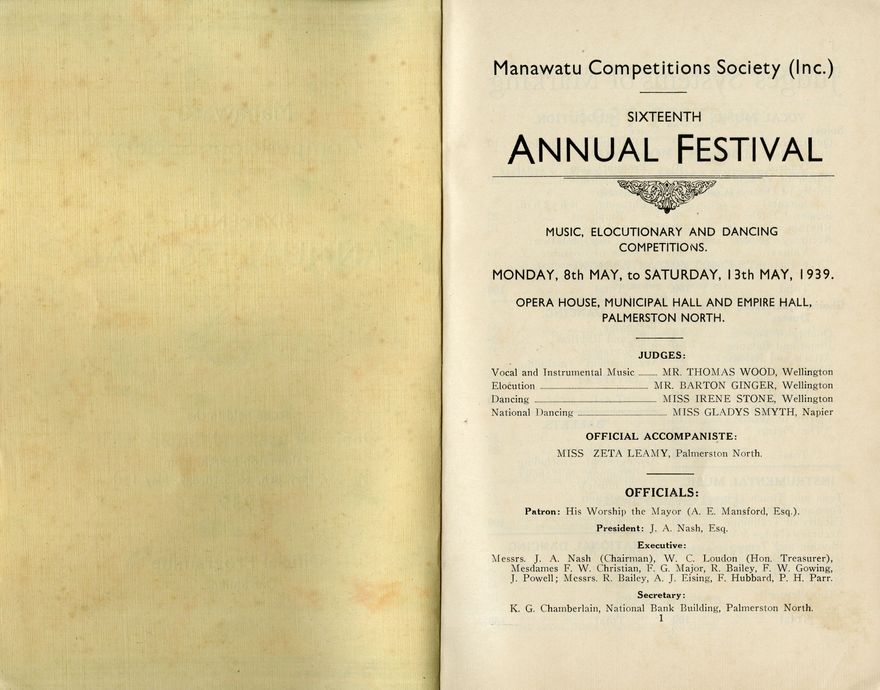 Manawatu Competitions Society (Inc.)
SIXTEENTH
ANNUAL FESTIVAL
MUSIC, ELOCUTIONARY AND DANCING
COMPETITIONS.
MONDAY, 8th MAY, to SATURDAY, 13th MAY, 1939.
OPERA HOUSE, MUNICIPAL HALL AND EMPIRE HALL,
PALMERSTON NORTH.
JUDGES:
Vocal and Instrumental Music ____ MR. THOMAS WOOD, Wellington
Elocution ____ MR. BARTON GINGER, Wellington
Dancing ____ MISS IRENE STONE, Wellington
National Dancing ____ MISS GLADYS SMYTH, Napier
OFFICIAL ACCOMPANISTE:
MISS ZETA LEAMY, Palmerston North.
OFFICIALS:
Patron: His Worship the Mayor (A. E. Mansford, Esq.).
President: J. A. Nash, Esq.
Executive:
Messrs. J. A. Nash (Chairman), W. C. Loudon (Hon. Treasurer),
Mesdames F. W. Christian, F. G. Major, R. Bailey, F. W. Gowing,
J. Powell; Messrs. R. Bailey, A. J. Eising, F. Hubbard, P. H. Parr.
Secretary:
K. G. Chamberlain, National Bank Building, Palmerston North.
1